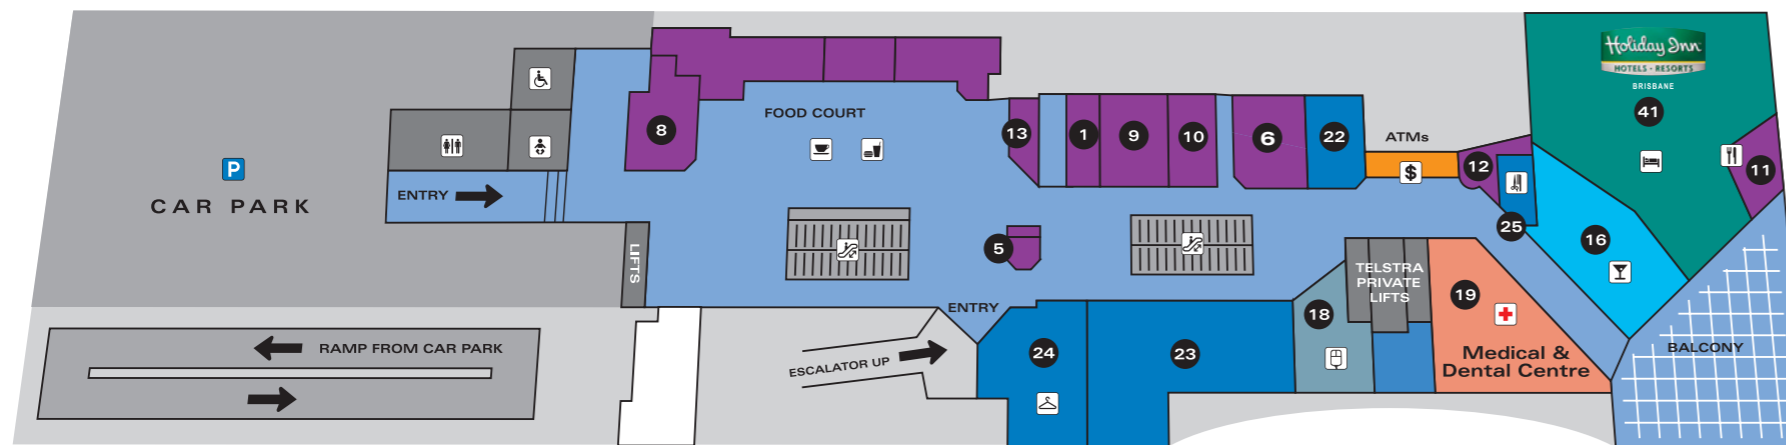 Holiday Inn
HOTELS • RESORTS
BRISBANE
41
FOOD COURT
8
13
1
9
10
6
22
ATMs
$
12
11
P
CAR PARK
ENTRY
LIFTS
5
25
16
TELSTRA
PRIVATE
LIFTS
19
ENTRY
18
RAMP FROM CAR PARK
ESCALATOR UP
24
23
Medical &
Dental Centre
BALCONY